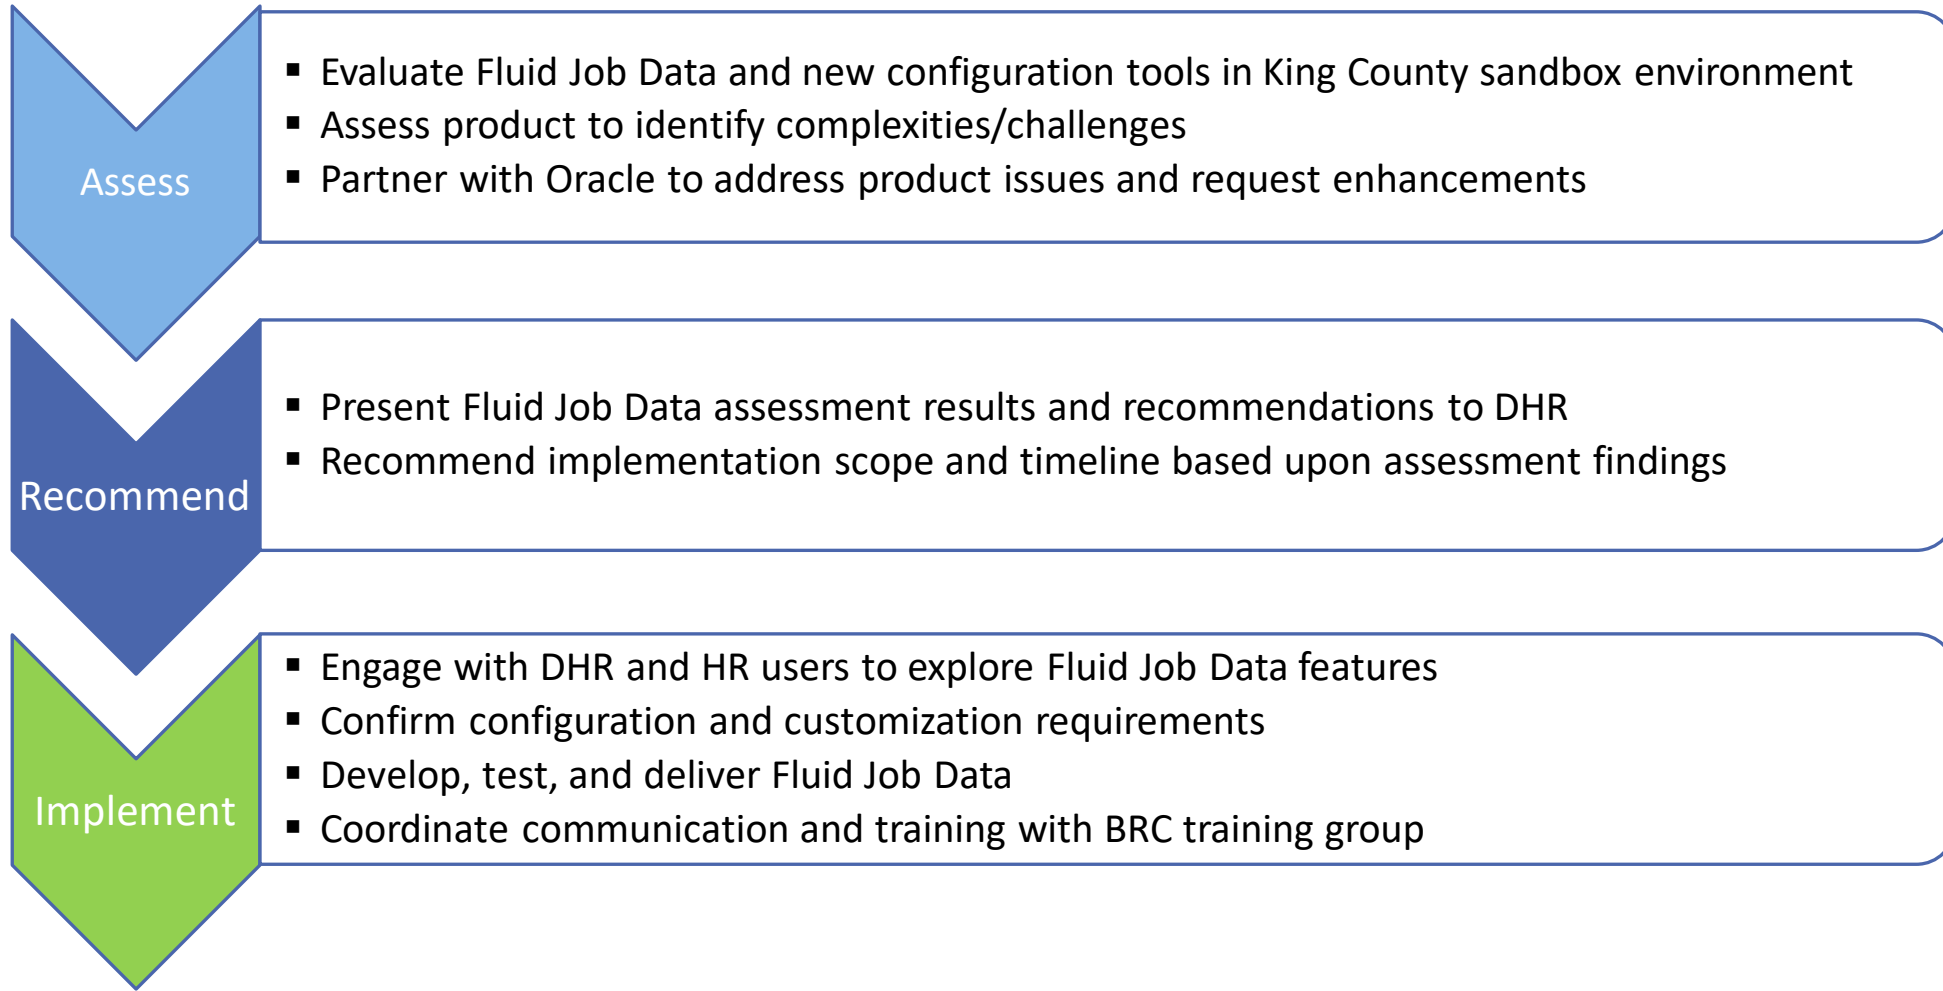 Assess
▪ Evaluate Fluid Job Data and new configuration tools in King County sandbox environment
▪ Assess product to identify complexities/challenges
▪ Partner with Oracle to address product issues and request enhancements
Recommend
▪ Present Fluid Job Data assessment results and recommendations to DHR
▪ Recommend implementation scope and timeline based upon assessment findings
Implement
▪ Engage with DHR and HR users to explore Fluid Job Data features
▪ Confirm configuration and customization requirements
▪ Develop, test, and deliver Fluid Job Data
▪ Coordinate communication and training with BRC training group